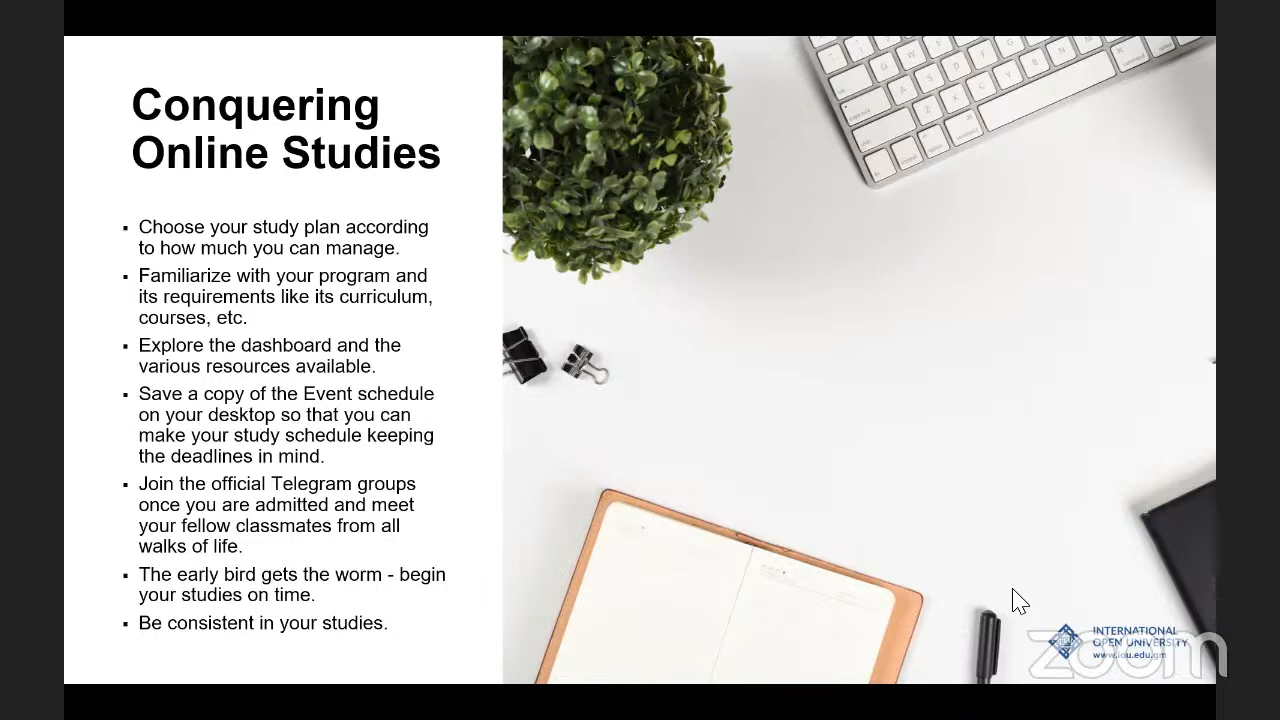 Conquering
Online Studies
▪ Choose your study plan according
to how much you can manage.
▪ Familiarize with your program and
its requirements like its curriculum,
courses, etc.
▪ Explore the dashboard and the
various resources available.
▪ Save a copy of the Event schedule
on your desktop so that you can
make your study schedule keeping
the deadlines in mind.
▪ Join the official Telegram groups
once you are admitted and meet
your fellow classmates from all
walks of life.
▪ The early bird gets the worm - begin
your studies on time.
▪ Be consistent in your studies.
INTERNATIONAL
OPEN UNIVERSITY
www.iou.edu.gm
zoom